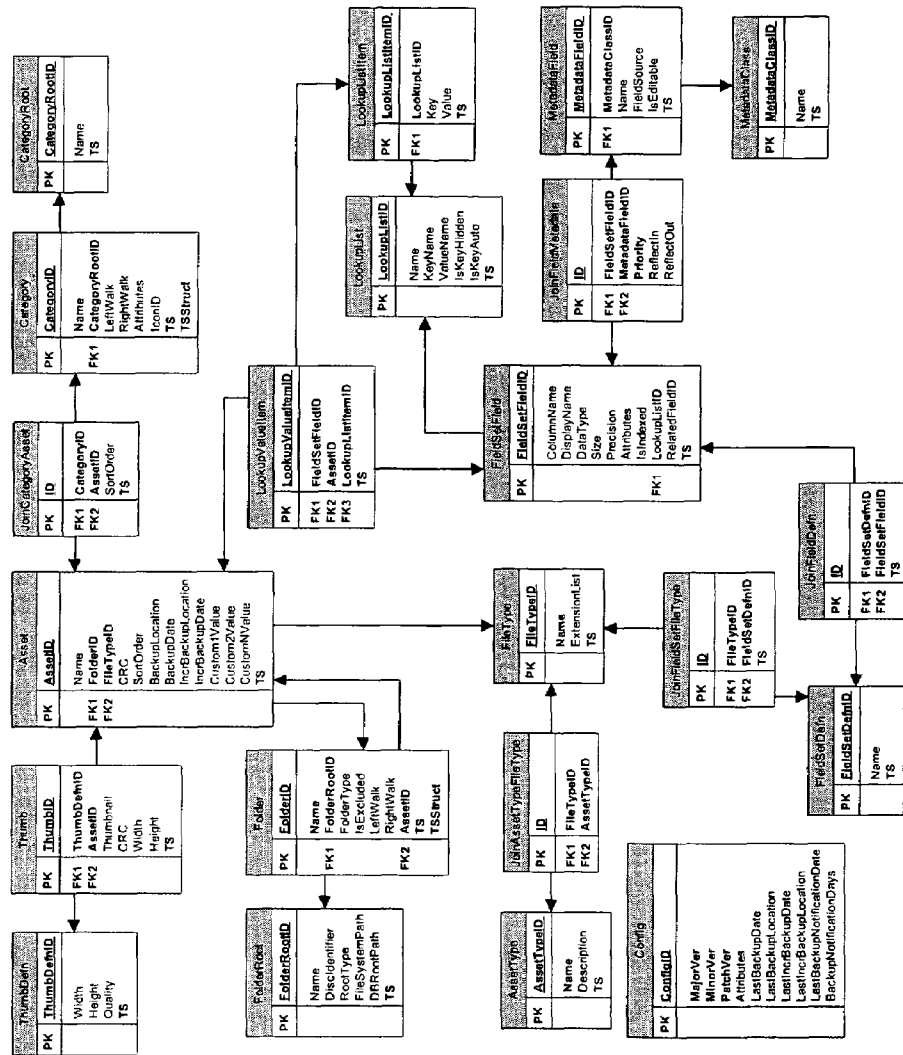 ThumbDefn
PK ThumbDefnID
Width
Height
Quality
TS
Thumb
PK ThumbID
FK1 ThumbDefnID
FK2 AssetID
Thumbnail
CRC
Width
Height
TS
Asset
PK AssetID
Name
FK1 FolderID
FK2 FileTypeID
CRC
SortOrder
BackupLocation
BackupDate
IncrBackupLocation
IncrBackupDate
Custom1Value
Custom2Value
CustomNValue
TS
JoinCategoryAsset
PK ID
FK1 CategoryID
FK2 AssetID
SortOrder
TS
Category
PK CategoryID
Name
FK1 CategoryRootID
LeftWalk
RightWalk
Attributes
IconID
TS
TSStruct
CategoryRoot
PK CategoryRootID
Name
TS
FolderRoot
PK FolderRootID
Name
DiscIdentifier
RootType
FileSystemPath
DRRootPath
TS
Folder
PK FolderID
Name
FK1 FolderRootID
FolderType
IsExcluded
LeftWalk
RightWalk
FK2 AssetID
TS
TSStruct
LookupValueItem
PK LookupValueItemID
FK1 FieldSetFieldID
FK2 AssetID
FK3 LookupListItemID
LookupList
PK LookupListID
Name
KeyName
ValueName
IsKeyHidden
IsKeyAuto
TS
LookupListItem
PK LookupListItemID
FK1 LookupListID
Key
Value
TS
AssetType
PK AssetTypeID
Name
Description
TS
JoinAssetTypeFileType
PK ID
FK1 FileTypeID
FK2 AssetTypeID
FileType
PK FileTypeID
Name
ExtensionList
TS
FieldSetField
PK FieldSetFieldID
ColumnName
DisplayName
DataType
Size
Precision
Attributes
IsIndexed
FK1 LookupListID
RelatedFieldID
TS
JoinFieldMetadata
PK ID
FK1 FieldSetFieldID
FK2 MetadataFieldID
Priority
ReflectIn
ReflectOut
MetadataField
PK MetadataFieldID
FK1 MetadataClassID
Name
FieldSource
IsEditable
TS
MetadataClass
PK MetadataClassID
Name
TS
Config
PK ConfigID
MajorVer
MinorVer
PatchVer
Attributes
LastBackupDate
LastBackupLocation
LastIncrBackupDate
LastIncrBackupLocation
LastBackupNotificationDate
BackupNotificationDays
JoinFieldSetFileType
PK ID
FK1 FileTypeID
FK2 FieldSetDefnID
TS
FieldSetDefn
PK FieldSetDefnID
Name
TS
JoinFieldDefn
PK ID
FK1 FieldSetDefnID
FK2 FieldSetFieldID
TS